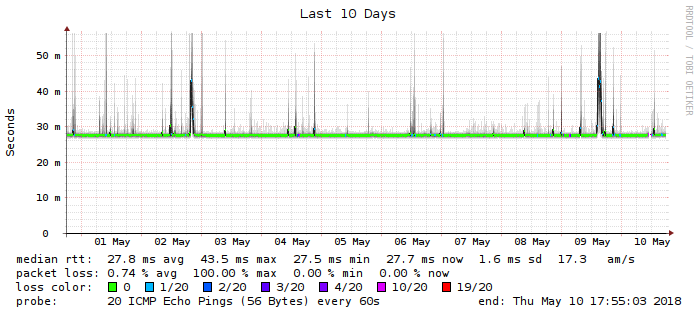 Last 10 Days
RRDTOOL / TOBI OETIKER
Seconds
50 m
40 m
30 m
20 m
10 m
0
01 May 02 May 03 May 04 May 05 May 06 May 07 May 08 May 09 May 10 May
median rtt: 27.8 ms avg 43.5 ms max 27.5 ms min 27.7 ms now 1.6 ms sd 17.3 am/s
packet loss: 0.74 % avg 100.00 % max 0.00 % min 0.00 % now
loss color: 0 1/20 2/20 3/20 4/20 10/20 19/20
probe: 20 ICMP Echo Pings (56 Bytes) every 60s end: Thu May 10 17:55:03 2018